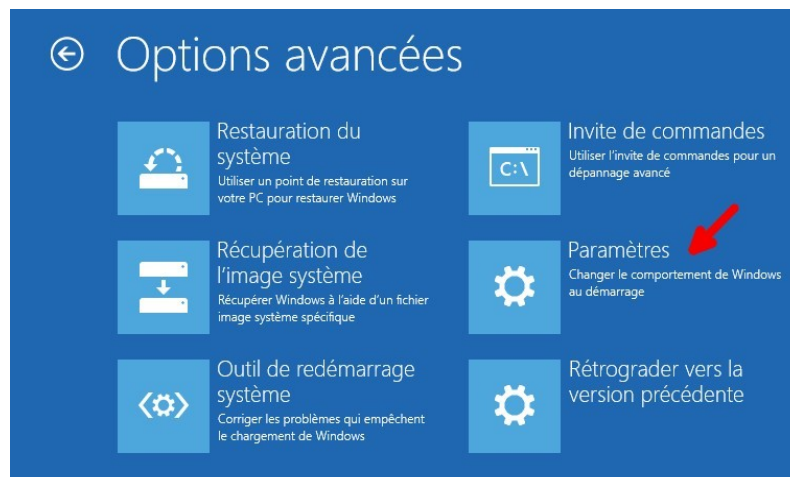 Options avancées
Restauration du
système
Utiliser un point de restauration sur
votre PC pour restaurer Windows
Récupération de
l'image système
Récupérer Windows à l'aide d'un fichier
image système spécifique
Outil de redémarrage
système
Corriger les problèmes qui empêchent
le chargement de Windows
C:\
Invite de commandes
Utiliser l'invite de commandes pour un
dépannage avancé
Paramètres
Changer le comportement de Windows
au démarrage
Rétrograder vers la
version précédente